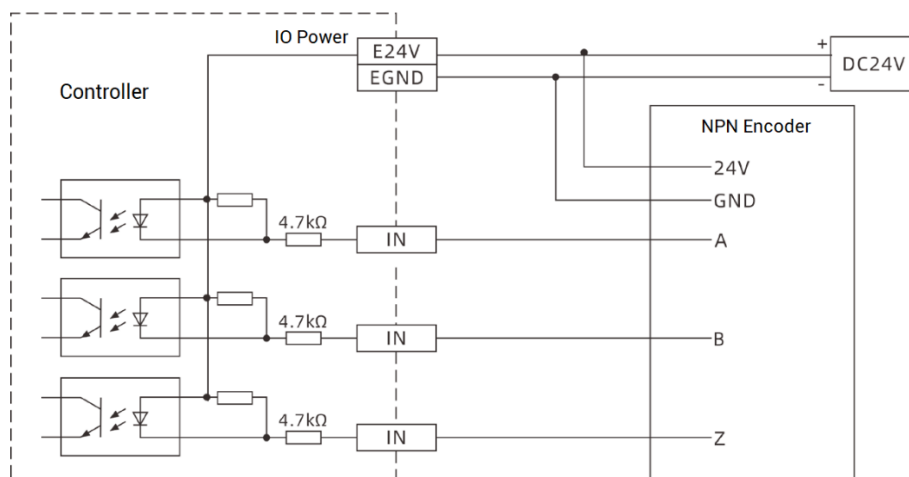 IO Power
E24V
+
DC24V
EGND
-
Controller
NPN Encoder
24V
GND
4.7kΩ
IN
A
4.7kΩ
IN
B
4.7kΩ
IN
Z